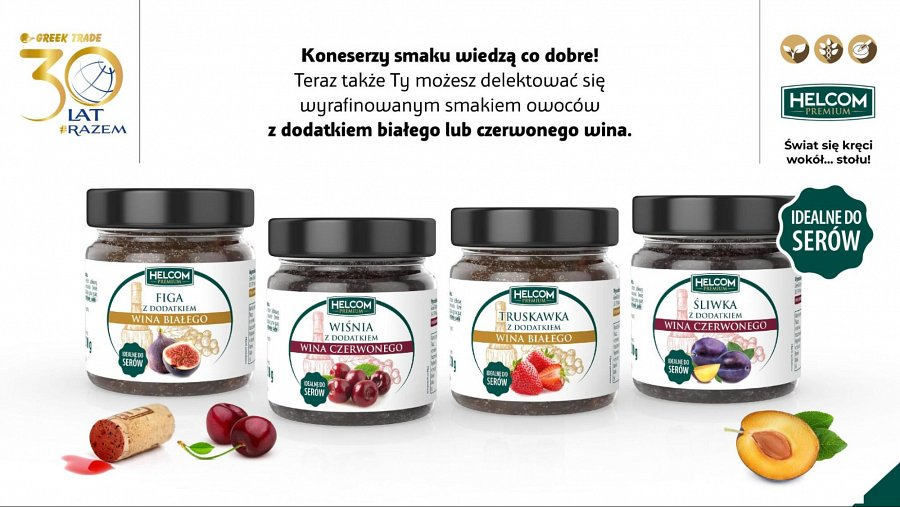 GREEK TRADE
30
LAT
#RAZEM
Koneserzy smaku wiedzą co dobre!
Teraz także Ty możesz delektować się
wyrafinowanym smakiem owoców
z dodatkiem białego lub czerwonego wina.
HELCOM
PREMIUM
Świat się kręci
wokół... stołu!
IDEALNE DO
SERÓW
HELCOM
PREMIUM
FIGA
Z DODATKIEM
WINA BIAŁEGO
IDEALNE DO
SERÓW
HELCOM
PREMIUM
WIŚNIA
Z DODATKIEM
WINA CZERWONEGO
IDEALNE DO
SERÓW
HELCOM
PREMIUM
TRUSKAWKA
Z DODATKIEM
WINA BIAŁEGO
IDEALNE DO
SERÓW
HELCOM
PREMIUM
ŚLIWKA
Z DODATKIEM
WINA CZERWONEGO
IDEALNE DO
SERÓW